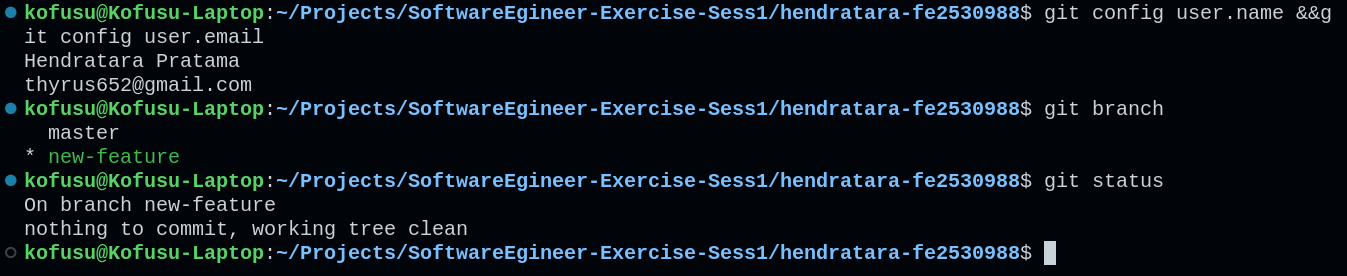 kofusu@Kofusu-Laptop:~/Projects/SoftwareEgineer-Exercise-Sess1/hendratara-fe2530988$ git config user.name &&g
it config user.email
Hendratara Pratama
thyrus652@gmail.com
kofusu@Kofusu-Laptop:~/Projects/SoftwareEgineer-Exercise-Sess1/hendratara-fe2530988$ git branch
  master
* new-feature
kofusu@Kofusu-Laptop:~/Projects/SoftwareEgineer-Exercise-Sess1/hendratara-fe2530988$ git status
On branch new-feature
nothing to commit, working tree clean
kofusu@Kofusu-Laptop:~/Projects/SoftwareEgineer-Exercise-Sess1/hendratara-fe2530988$